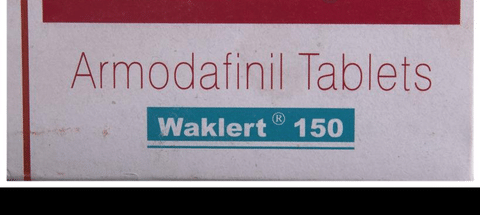 Armodafinil Tablets
Waklert® 150